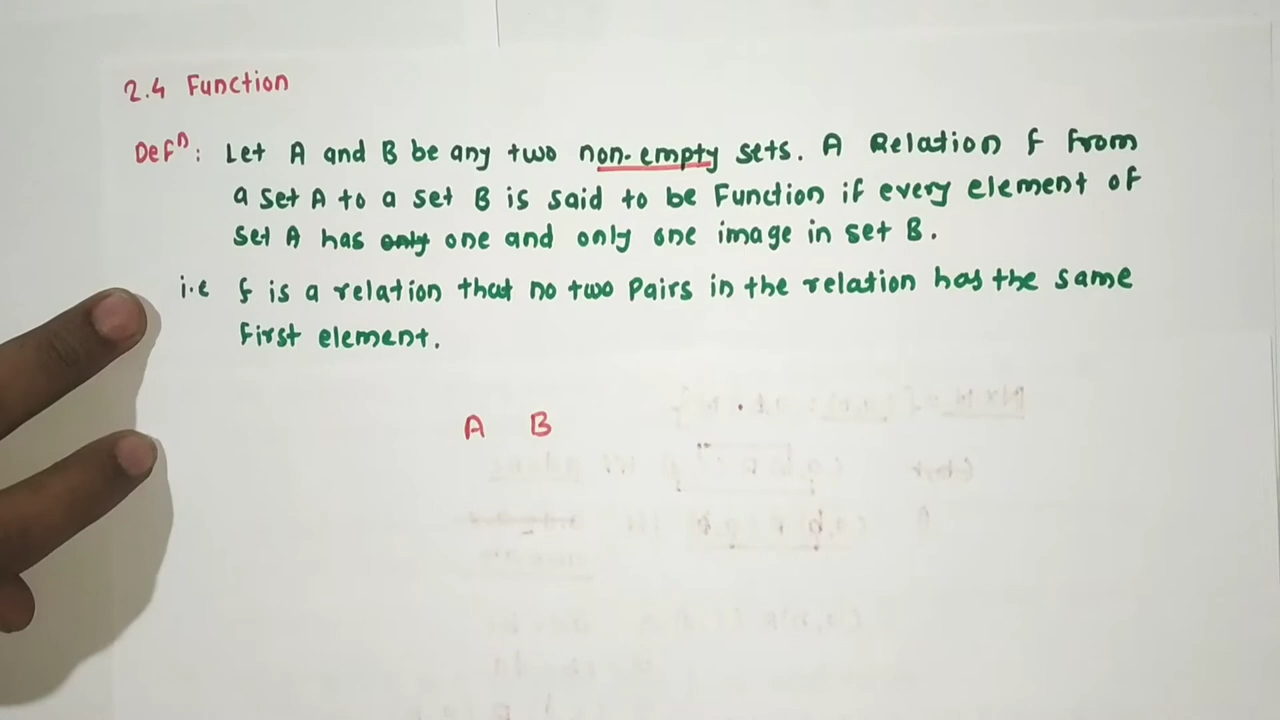 2.4 Function
Defⁿ: Let A and B be any two non-empty sets. A Relation f from
a set A to a set B is said to be Function if every element of
set A has only one and only one image in set B.
i.e f is a relation that no two Pairs in the relation has the same
First element.
A B